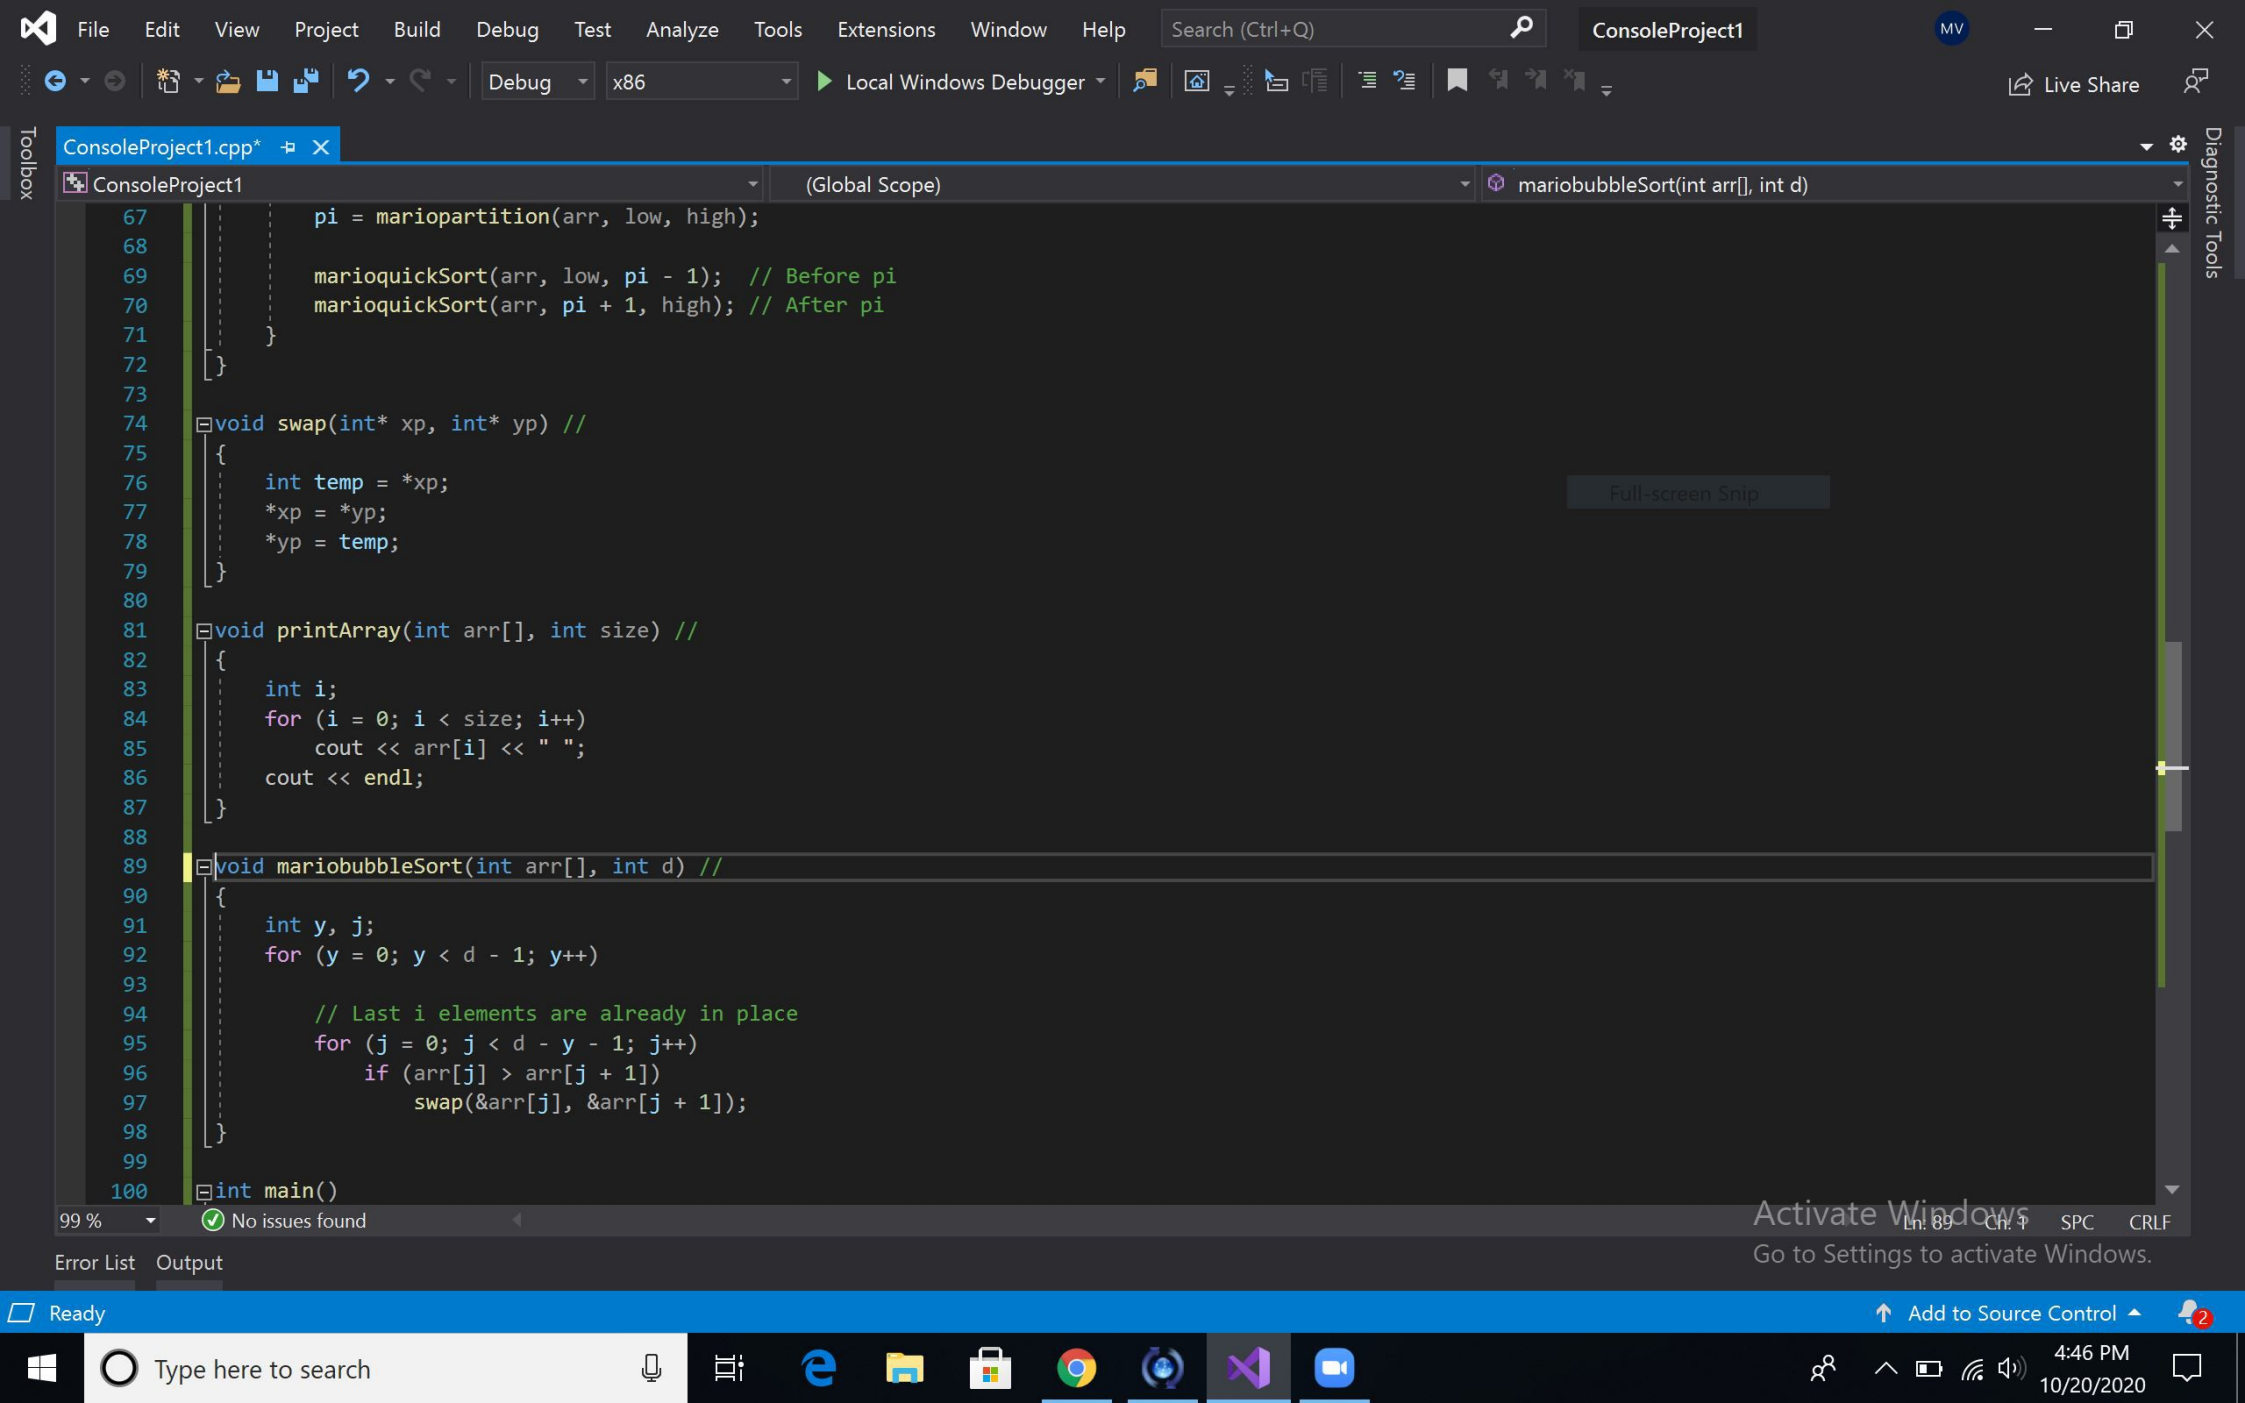 File Edit View Project Build Debug Test Analyze Tools Extensions Window Help Search (Ctrl+Q) ConsoleProject1 MV
Debug x86 Local Windows Debugger Live Share
Toolbox
ConsoleProject1.cpp*
Diagnostic Tools
ConsoleProject1 (Global Scope) mariobubbleSort(int arr[], int d)
67 pi = mariopartition(arr, low, high);
68
69 marioquickSort(arr, low, pi - 1); // Before pi
70 marioquickSort(arr, pi + 1, high); // After pi
71 }
72 }
73
74 void swap(int* xp, int* yp) //
75 {
76 int temp = *xp;
77 *xp = *yp;
78 *yp = temp;
79 }
80
81 void printArray(int arr[], int size) //
82 {
83 int i;
84 for (i = 0; i < size; i++)
85 cout << arr[i] << " ";
86 cout << endl;
87 }
88
89 void mariobubbleSort(int arr[], int d) //
90 {
91 int y, j;
92 for (y = 0; y < d - 1; y++)
93
94 // Last i elements are already in place
95 for (j = 0; j < d - y - 1; j++)
96 if (arr[j] > arr[j + 1])
97 swap(&arr[j], &arr[j + 1]);
98 }
99
100 int main()
Full-screen Snip
99 % No issues found Ln: 89 Ch: 1 SPC CRLF
Activate Windows
Go to Settings to activate Windows.
Error List Output
Ready Add to Source Control 2
Type here to search
4:46 PM
10/20/2020